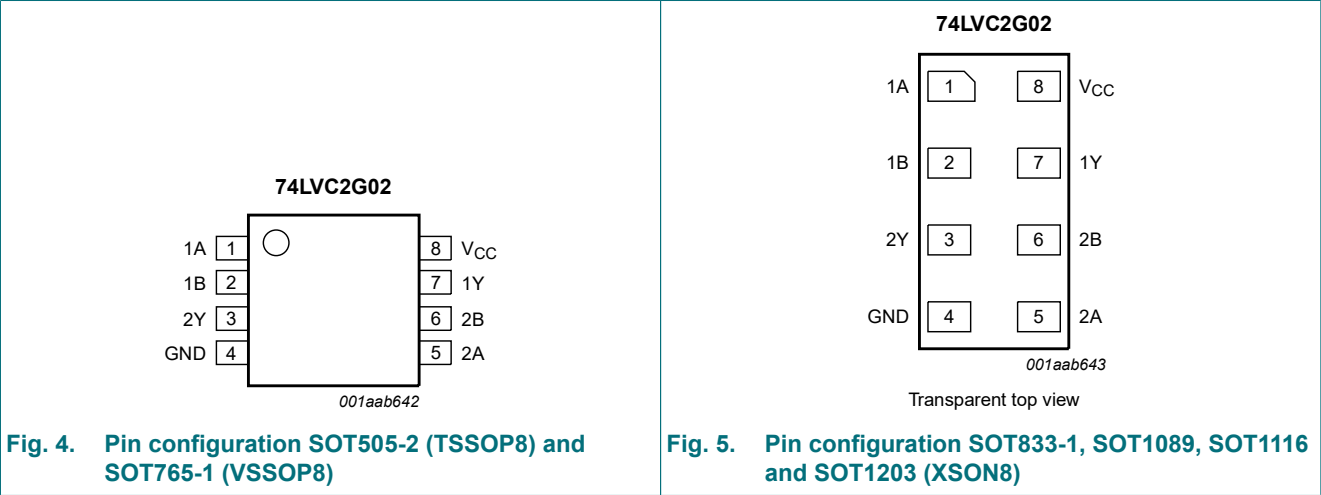 74LVC2G02
1A 1 8 VCC
1B 2 7 1Y
2Y 3 6 2B
GND 4 5 2A
001aab642
Fig. 4. Pin configuration SOT505-2 (TSSOP8) and
SOT765-1 (VSSOP8)
74LVC2G02
1A 1 8 VCC
1B 2 7 1Y
2Y 3 6 2B
GND 4 5 2A
001aab643
Transparent top view
Fig. 5. Pin configuration SOT833-1, SOT1089, SOT1116
and SOT1203 (XSON8)